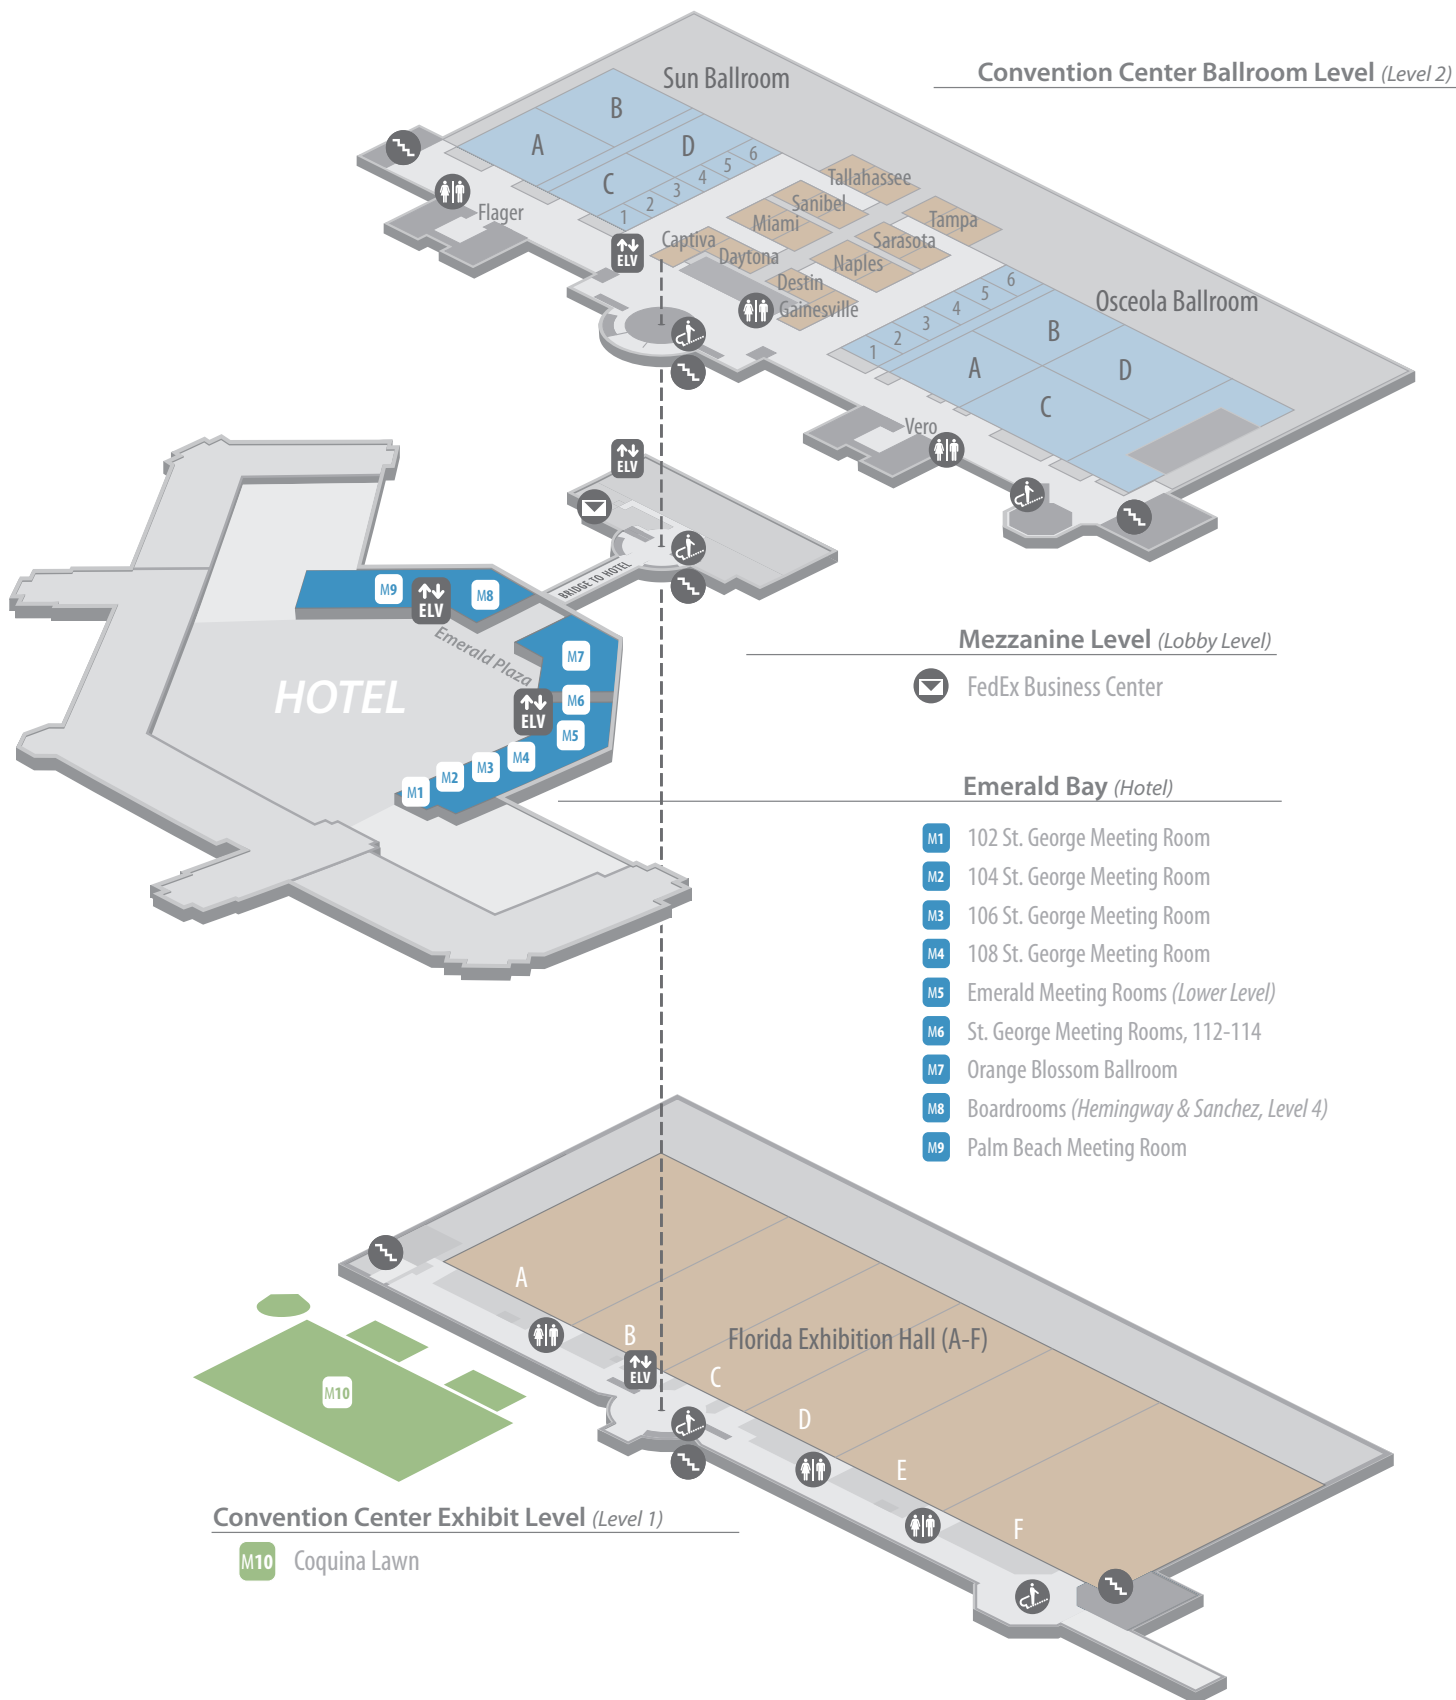 Convention Center Ballroom Level (Level 2)
Sun Ballroom
B
A
D
C
6
5
4
3
2
1
Flager
ELV
Tallahassee
Sanibel
Miami
Tampa
Sarasota
Captiva
Daytona
Naples
Destin
Gainesville
Osceola Ballroom
6
5
4
3
2
1
B
A
D
C
Vero
ELV
BRIDGE TO HOTEL
M9
ELV
M8
Emerald Plaza
M7
HOTEL
M6
ELV
M5
M4
M3
M2
M1
Mezzanine Level (Lobby Level)
FedEx Business Center
Emerald Bay (Hotel)
M1 102 St. George Meeting Room
M2 104 St. George Meeting Room
M3 106 St. George Meeting Room
M4 108 St. George Meeting Room
M5 Emerald Meeting Rooms (Lower Level)
M6 St. George Meeting Rooms, 112-114
M7 Orange Blossom Ballroom
M8 Boardrooms (Hemingway & Sanchez, Level 4)
M9 Palm Beach Meeting Room
A
B
Florida Exhibition Hall (A-F)
ELV
C
D
E
F
M10
Convention Center Exhibit Level (Level 1)
M10 Coquina Lawn